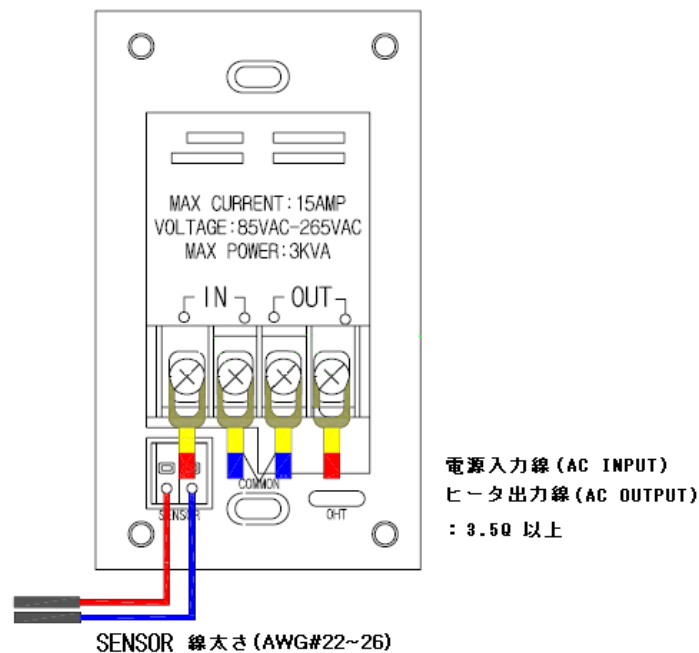 MAX CURRENT:15AMP
VOLTAGE:85VAC-265VAC
MAX POWER:3KVA
IN OUT
COMMON
SENSOR
OHT
電源入力線(AC INPUT)
ヒータ出力線(AC OUTPUT)
:3.5Q 以上
SENSOR 線太さ(AWG#22~26)